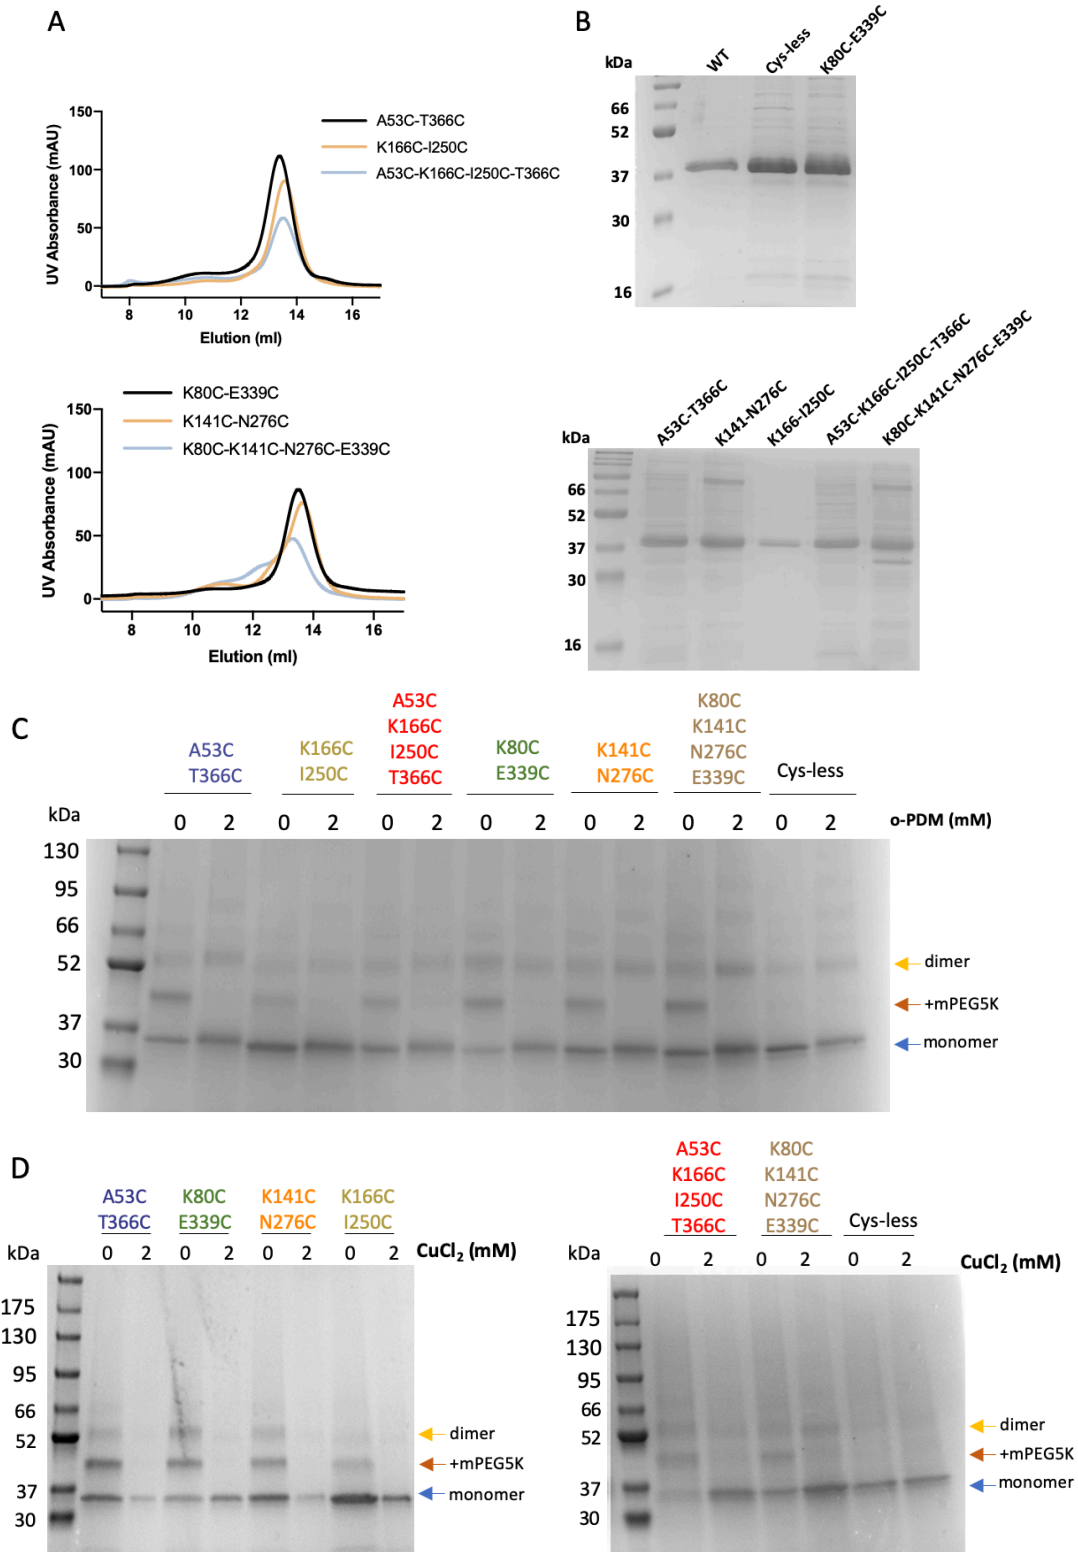 A
150
100
50
0
UV Absorbance (mAU)
8 10 12 14 16
Elution (ml)
A53C-T366C
K166C-I250C
A53C-K166C-I250C-T366C
K80C-E339C
K141C-N276C
K80C-K141C-N276C-E339C
150
100
50
0
UV Absorbance (mAU)
8 10 12 14 16
Elution (ml)
B
kDa
WT
Cys-less
K80C-E339C
66
52
37
30
16
kDa
A53C-T366C
K141-N276C
K166-I250C
A53C-K166C-I250C-T366C
K80C-K141C-N276C-E339C
66
52
37
30
16
C
A53C
T366C
K166C
I250C
A53C
K166C
I250C
T366C
K80C
E339C
K141C
N276C
K80C
K141C
N276C
E339C
Cys-less
kDa
0 2 0 2 0 2 0 2 0 2 0 2 0 2 o-PDM (mM)
130
95
66
52
37
30
dimer
+mPEG5K
monomer
D
A53C
T366C
K80C
E339C
K141C
N276C
K166C
I250C
kDa
0 2 0 2 0 2 0 2 CuCl₂ (mM)
175
130
95
66
52
37
30
dimer
+mPEG5K
monomer
A53C
K166C
I250C
T366C
K80C
K141C
N276C
E339C
Cys-less
kDa
0 2 0 2 0 2 CuCl₂ (mM)
175
130
95
66
52
37
30
dimer
+mPEG5K
monomer